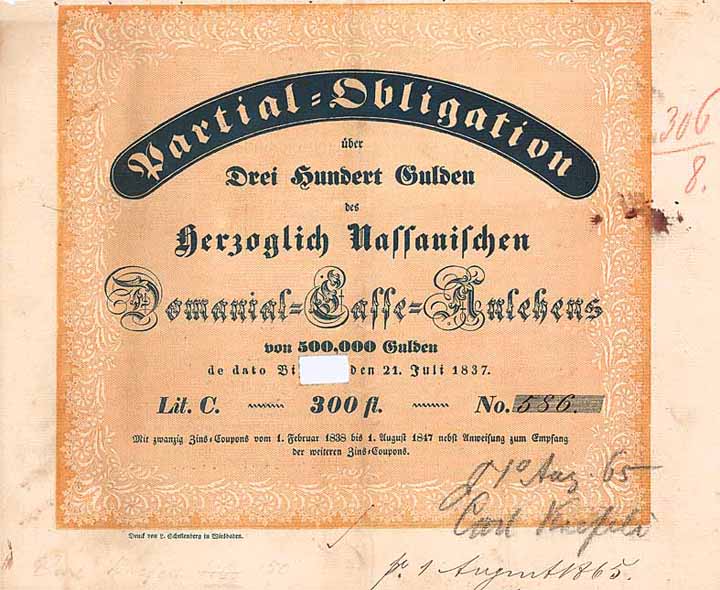 Partial-Obligation
über
Drei Hundert Gulden
des
Herzoglich Nassauischen
Domanial-Casse-Anlehens
von 500,000 Gulden
de dato Bi den 21. Juli 1837.
Lit. C. 300 fl. No. 586.
Mit zwanzig Zins-Coupons vom 1. Februar 1838 bis 1. August 1847 nebst Anweisung zum Empfang
der weiteren Zins-Coupons.
306
8.
Aug. 65
Carl
Druck von L. Schellenberg in Wiesbaden.
1 August 1865.